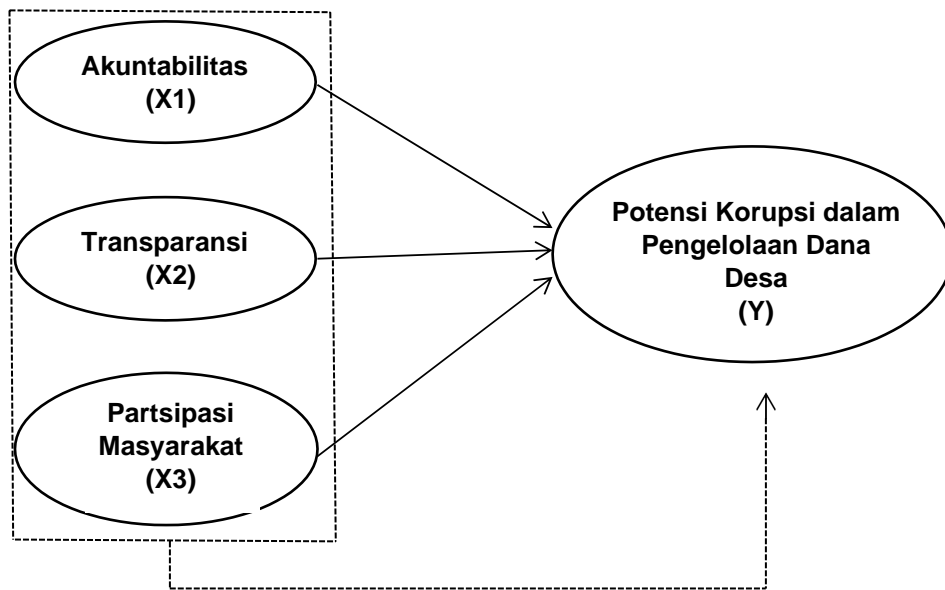 Akuntabilitas
(X1)
Transparansi
(X2)
Partsipasi
Masyarakat
(X3)
Potensi Korupsi dalam
Pengelolaan Dana
Desa
(Y)